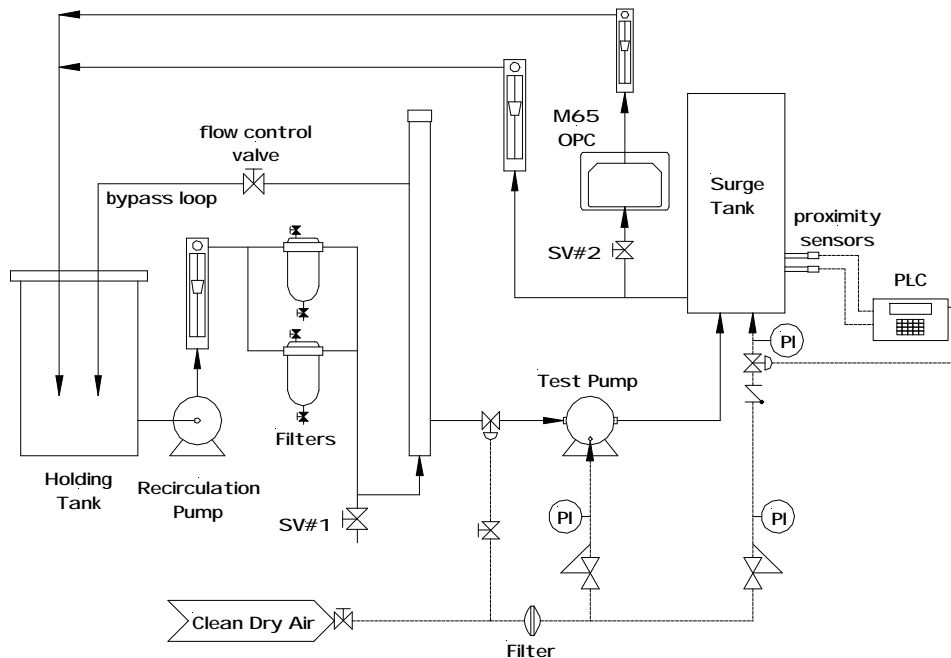 M65
OPC
flow control
valve
bypass loop
Surge
Tank
proximity
sensors
SV#2
PLC
PI
Test Pump
Filters
Holding
Tank
Recirculation
Pump
SV#1
PI
PI
Clean Dry Air
Filter